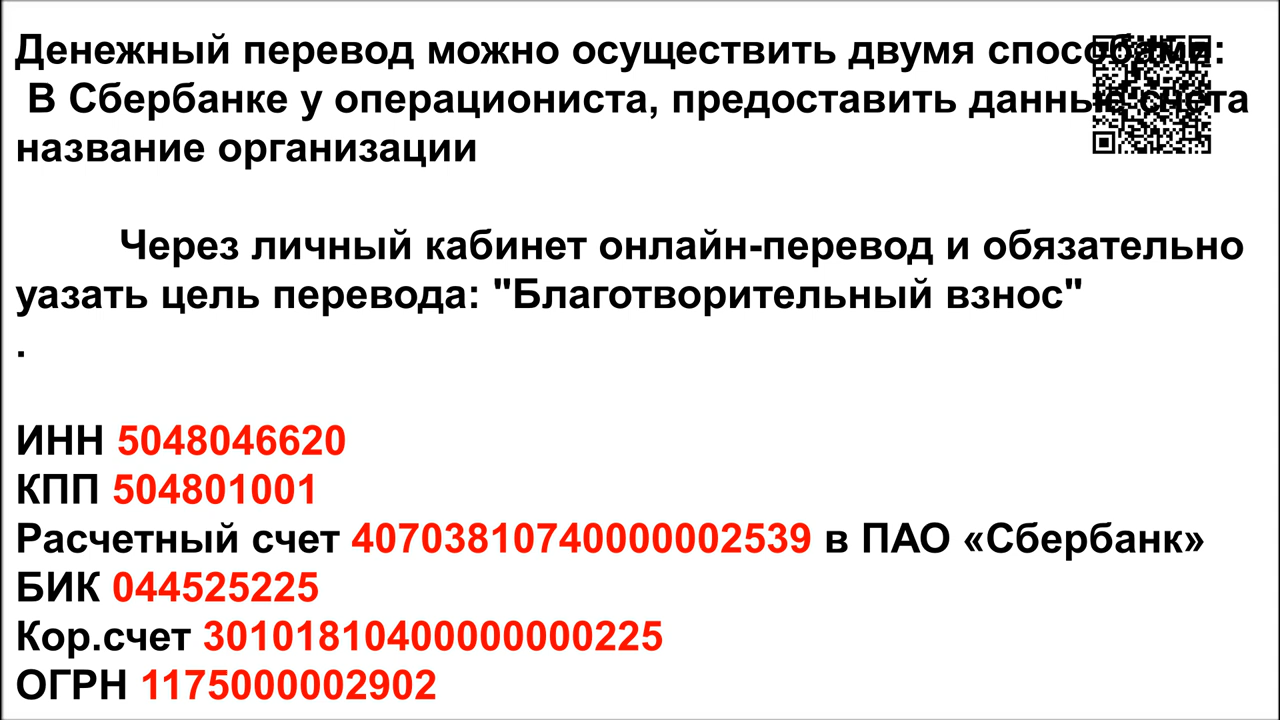 Денежный перевод можно осуществить двумя способами:
В Сбербанке у операциониста, предоставить данные счета
название организации
Через личный кабинет онлайн-перевод и обязательно
уазать цель перевода: "Благотворительный взнос"
.
ИНН 5048046620
КПП 504801001
Расчетный счет 40703810740000002539 в ПАО «Сбербанк»
БИК 044525225
Кор.счет 30101810400000000225
ОГРН 1175000002902